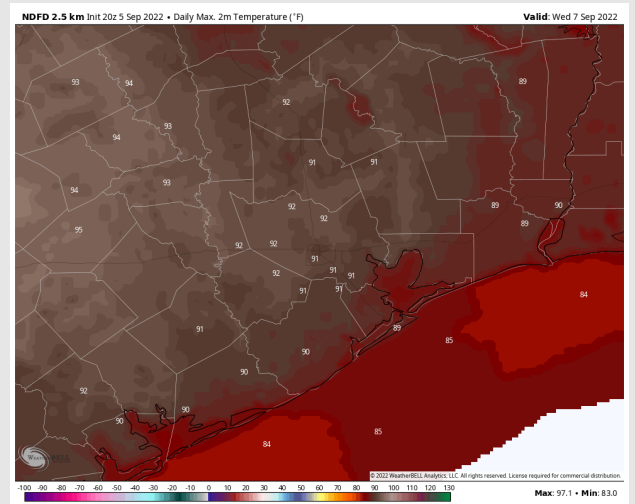 NDFD 2.5 km Init 20z 5 Sep 2022 • Daily Max. 2m Temperature (°F) Valid: Wed 7 Sep 2022
93 94 89
92
94 93
91 91
94 93
92 89 90
95 92 89
92 92
91
92 91 91
91 91 84
91 89
85
90
90
92
90 90
85
84
WeatherBELL
© 2022 WeatherBELL Analytics, LLC. All rights reserved. License required for commercial distribution.
-100 -90 -80 -70 -60 -50 -40 -30 -20 -10 0 10 20 30 40 50 60 70 80 90 100 110 120 130
Max: 97.1 • Min: 83.0